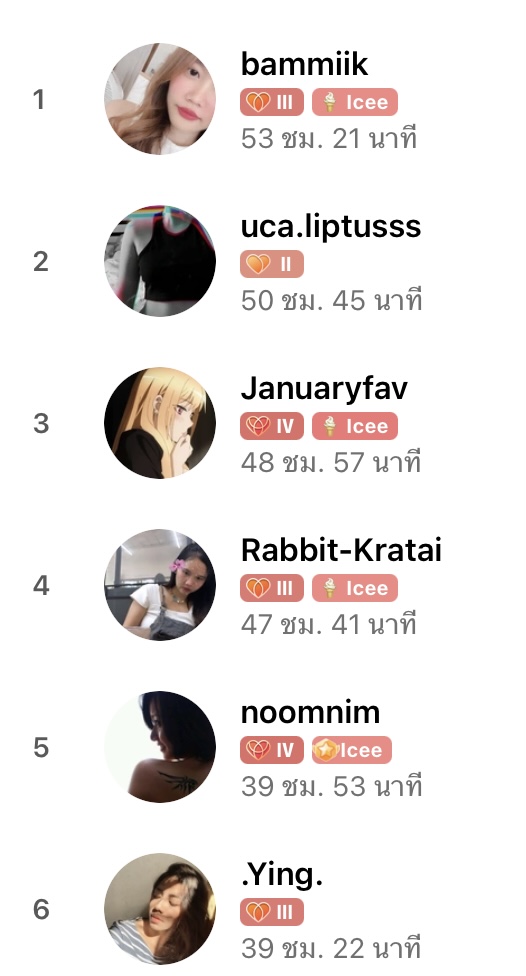 1
bammiik
III Icee
53 ชม. 21 นาที
2
uca.liptusss
II
50 ชม. 45 นาที
3
Januaryfav
IV Icee
48 ชม. 57 นาที
4
Rabbit-Kratai
III Icee
47 ชม. 41 นาที
5
noomnim
IV Icee
39 ชม. 53 นาที
6
.Ying.
III
39 ชม. 22 นาที